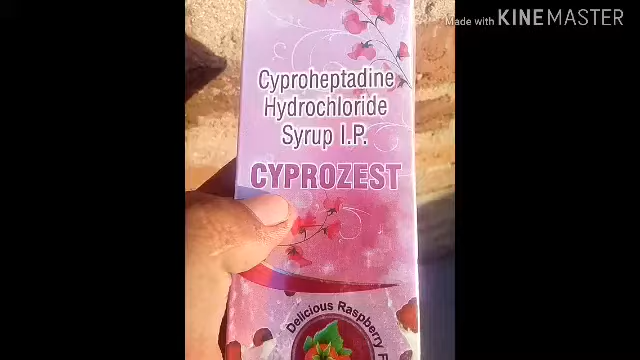 Made with KINEMASTER
Cyproheptadine
Hydrochloride
Syrup I.P.
CYPROZEST
Delicious Raspberry